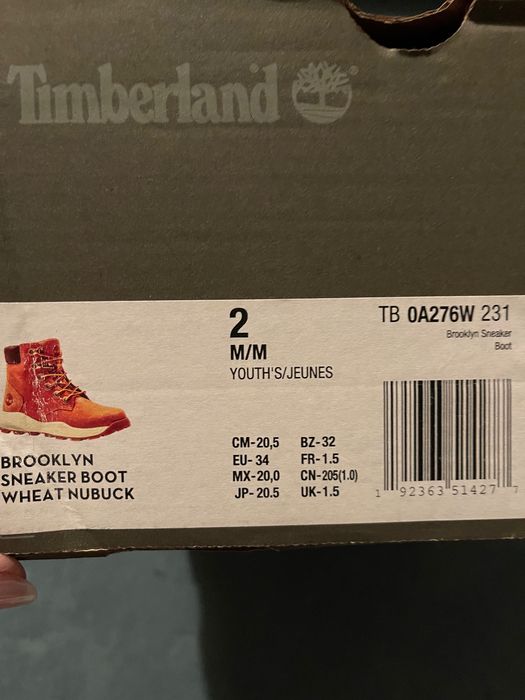 Timberland ®
2
M/M
YOUTH'S/JEUNES
TB 0A276W 231
Brooklyn Sneaker
Boot
BROOKLYN
SNEAKER BOOT
WHEAT NUBUCK
CM-20,5 BZ-32
EU- 34 FR-1.5
MX-20,0 CN-205(1.0)
JP- 20.5 UK-1.5
1 92363 51427 7